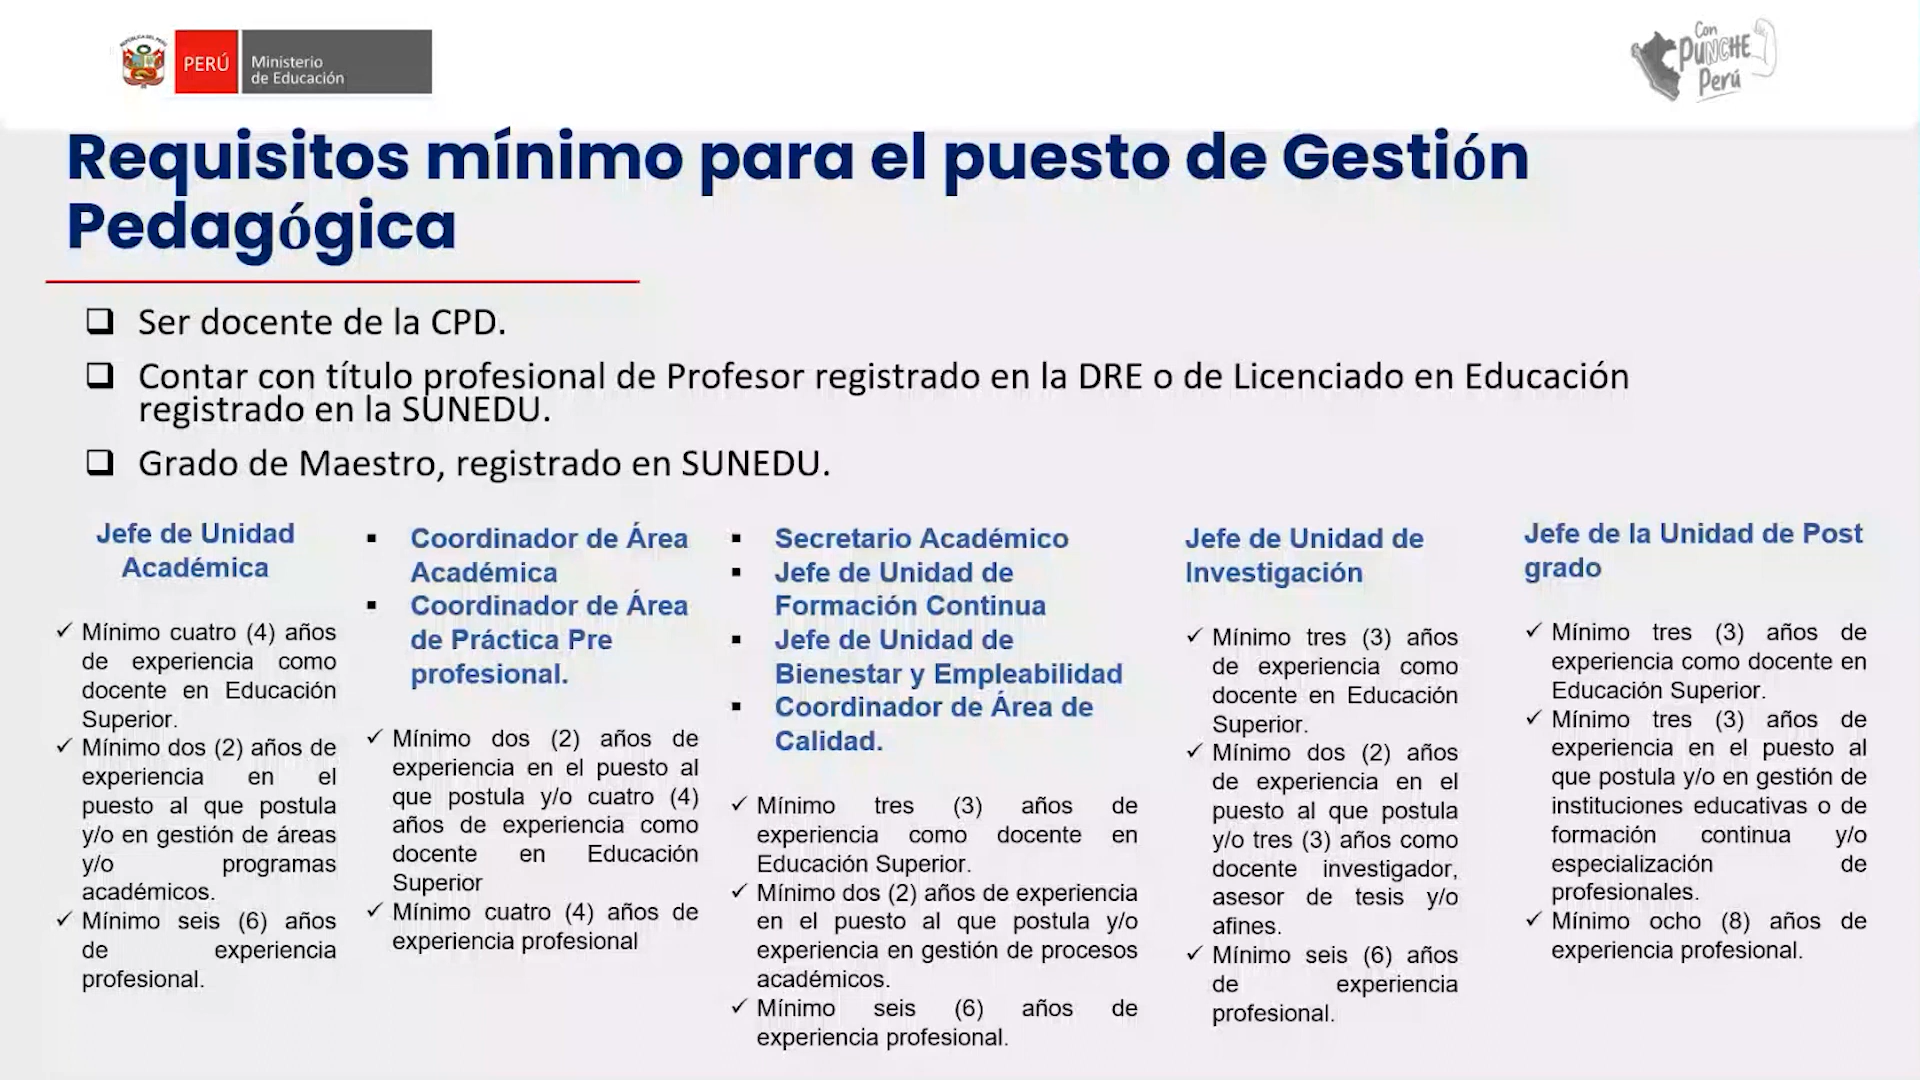 PERÚ
Ministerio
de Educación
Con
PUNCHE
Perú
Requisitos mínimo para el puesto de Gestión
Pedagógica
Ser docente de la CPD.
Contar con título profesional de Profesor registrado en la DRE o de Licenciado en Educación
registrado en la SUNEDU.
Grado de Maestro, registrado en SUNEDU.
Jefe de Unidad
Académica
✓ Mínimo cuatro (4) años
de experiencia como
docente en Educación
Superior.
✓ Mínimo dos (2) años de
experiencia en el
puesto al que postula
y/o en gestión de áreas
y/o programas
académicos.
✓ Mínimo seis (6) años
de experiencia
profesional.
▪ Coordinador de Área
Académica
▪ Coordinador de Área
de Práctica Pre
profesional.
✓ Mínimo dos (2) años de
experiencia en el puesto al
que postula y/o cuatro (4)
años de experiencia como
docente en Educación
Superior
✓ Mínimo cuatro (4) años de
experiencia profesional
▪ Secretario Académico
▪ Jefe de Unidad de
Formación Continua
▪ Jefe de Unidad de
Bienestar y Empleabilidad
▪ Coordinador de Área de
Calidad.
✓ Mínimo tres (3) años de
experiencia como docente en
Educación Superior.
✓ Mínimo dos (2) años de experiencia
en el puesto al que postula y/o
experiencia en gestión de procesos
académicos.
✓ Mínimo seis (6) años de
experiencia profesional.
Jefe de Unidad de
Investigación
✓ Mínimo tres (3) años
de experiencia como
docente en Educación
Superior.
✓ Mínimo dos (2) años
de experiencia en el
puesto al que postula
y/o tres (3) años como
docente investigador,
asesor de tesis y/o
afines.
✓ Mínimo seis (6) años
de experiencia
profesional.
Jefe de la Unidad de Post
grado
✓ Mínimo tres (3) años de
experiencia como docente en
Educación Superior.
✓ Mínimo tres (3) años de
experiencia en el puesto al
que postula y/o en gestión de
instituciones educativas o de
formación continua y/o
especialización de
profesionales.
✓ Mínimo ocho (8) años de
experiencia profesional.